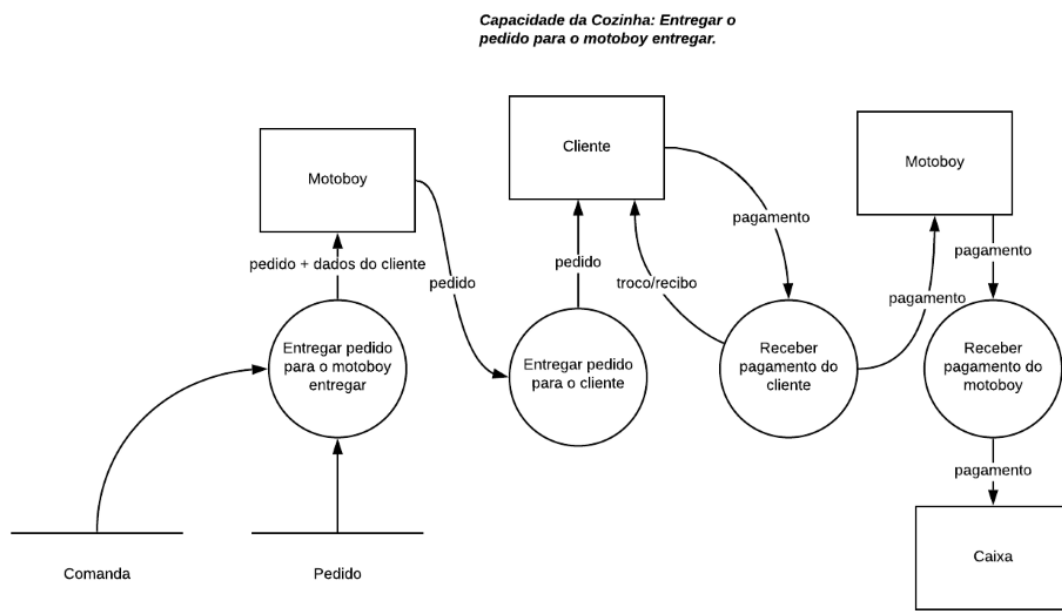 Capacidade da Cozinha: Entregar o
pedido para o motoboy entregar.
Motoboy
Cliente
Motoboy
pedido + dados do cliente
pedido
pedido
troco/recibo
pagamento
pagamento
pagamento
Entregar pedido
para o motoboy
entregar
Entregar pedido
para o cliente
Receber
pagamento do
cliente
Receber
pagamento do
motoboy
pagamento
Comanda
Pedido
Caixa